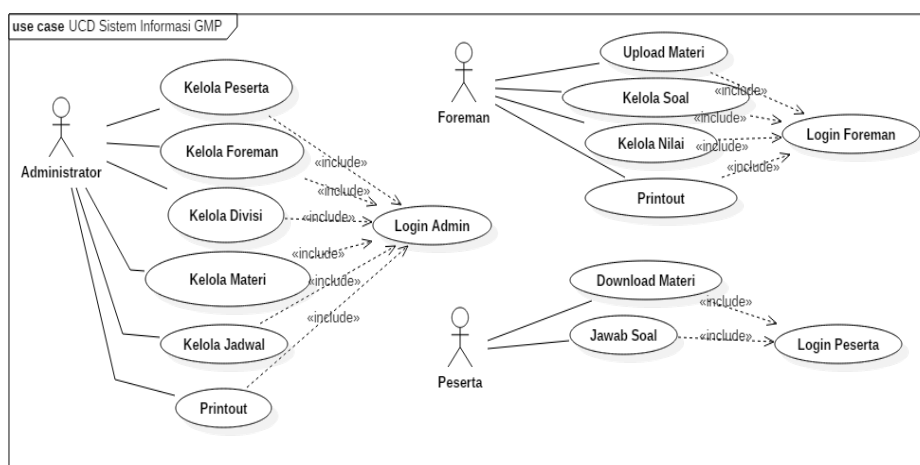 use case UCD Sistem Informasi GMP
Kelola Peserta
Kelola Foreman
Administrator
Kelola Divisi
Kelola Materi
Kelola Jadwal
Printout
«include»
«include»
«include»
«include»
«include»
«include»
Login Admin
Foreman
Upload Materi
Kelola Soal
Kelola Nilai
Printout
«include»
«include»
«include»
«include»
Login Foreman
Peserta
Download Materi
Jawab Soal
«include»
«include»
Login Peserta